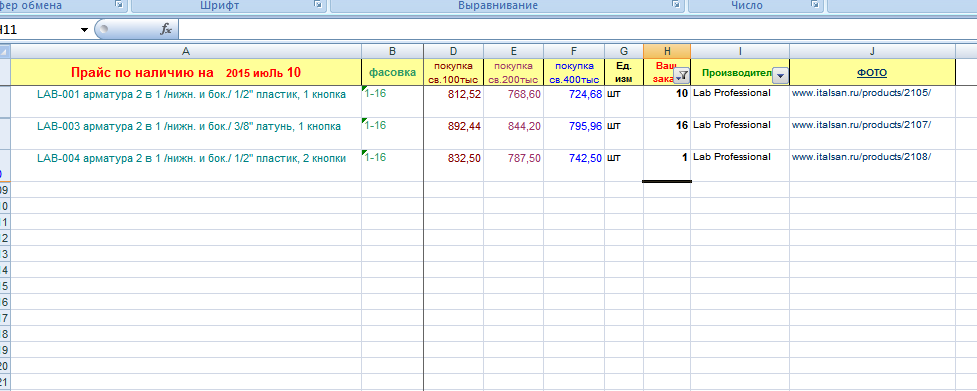 фер обмена Шрифт Выравнивание Число
H11 fx
A B D E F G H I J
Прайс по наличию на 2015 июЛЬ 10 фасовка покупка св.100тыс покупка св.200тыс покупка св.400тыс Ед. изм Ваш зака Производител ФОТО
LAB-001 арматура 2 в 1 /нижн. и бок./ 1/2" пластик, 1 кнопка 1-16 812,52 768,60 724,68 шт 10 Lab Professional www.italsan.ru/products/2105/
LAB-003 арматура 2 в 1 /нижн. и бок./ 3/8" латунь, 1 кнопка 1-16 892,44 844,20 795,96 шт 16 Lab Professional www.italsan.ru/products/2107/
LAB-004 арматура 2 в 1 /нижн. и бок./ 1/2" пластик, 2 кнопки 1-16 832,50 787,50 742,50 шт 1 Lab Professional www.italsan.ru/products/2108/
09
10
11
12
13
14
15
16
17
18
19
20
21